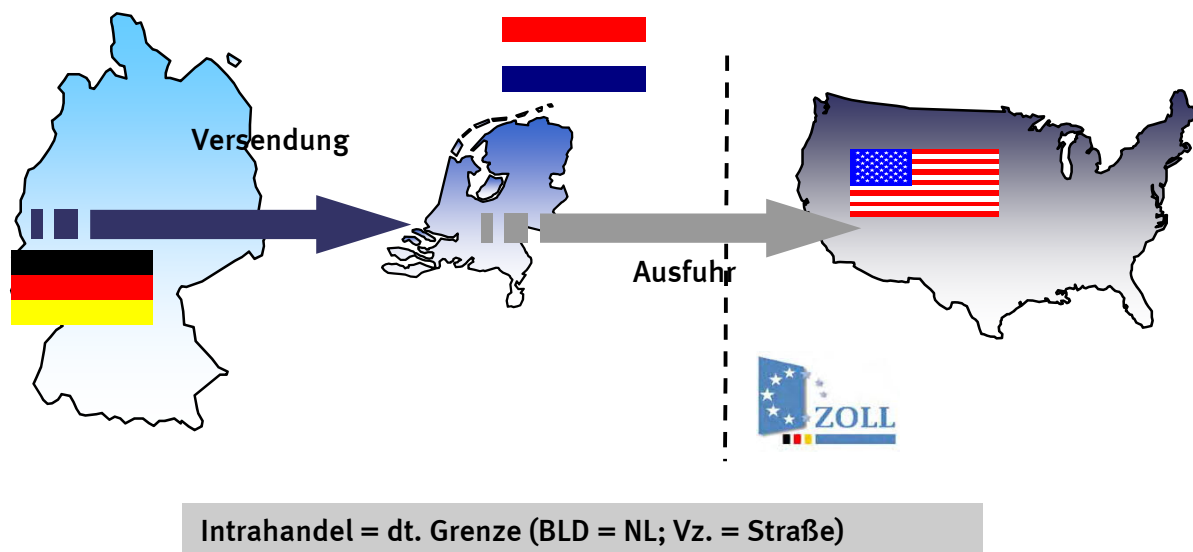 Versendung
Ausfuhr
ZOLL
Intrahandel = dt. Grenze (BLD = NL; Vz. = Straße)